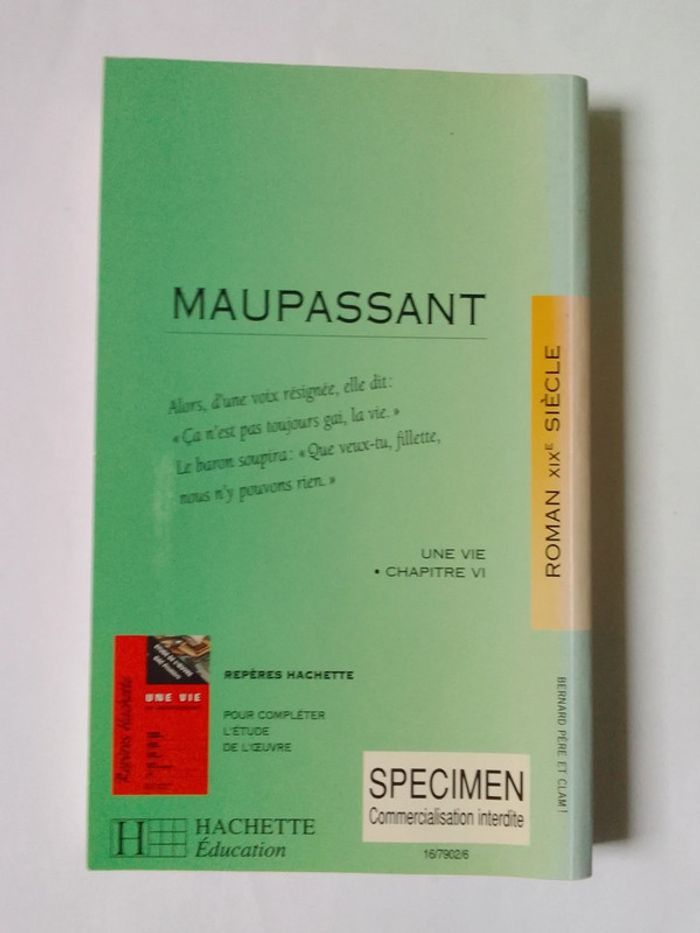 MAUPASSANT
Alors, d'une voix résignée, elle dit :
« Ça n'est pas toujours gai, la vie. »
Le baron soupira : « Que veux-tu, fillette,
nous n'y pouvons rien. »
UNE VIE
• CHAPITRE VI
ROMAN XIXE SIÈCLE
BERNARD PÈRE ET CLAM !
Repères Hachette
UNE VIE
REPÈRES HACHETTE
POUR COMPLÉTER
L'ÉTUDE
DE L'ŒUVRE
SPECIMEN
Commercialisation interdite
16/7902/6
H HACHETTE
Éducation